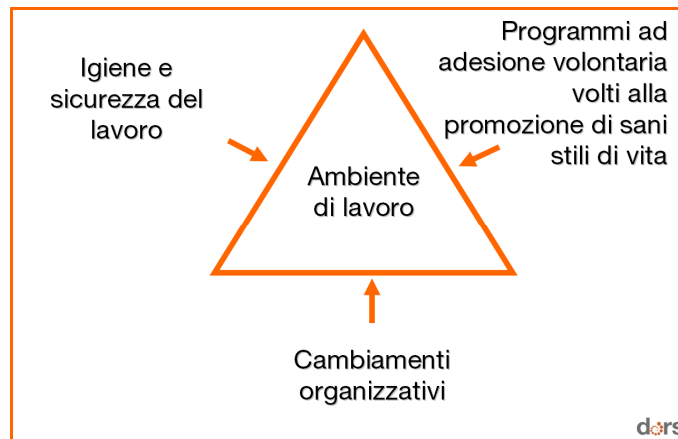 Igiene e
sicurezza del
lavoro
Programmi ad
adesione volontaria
volti alla
promozione di sani
stili di vita
Ambiente
di lavoro
Cambiamenti
organizzativi
dors